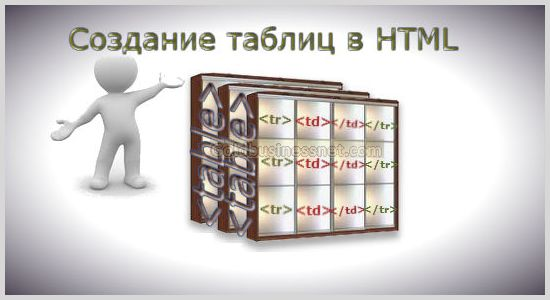 Создание таблиц в HTML
<table>
<table>
<tr> <td> </td> </tr>
<tr> <td> </td> </tr>
<tr> <td> </td> </tr>